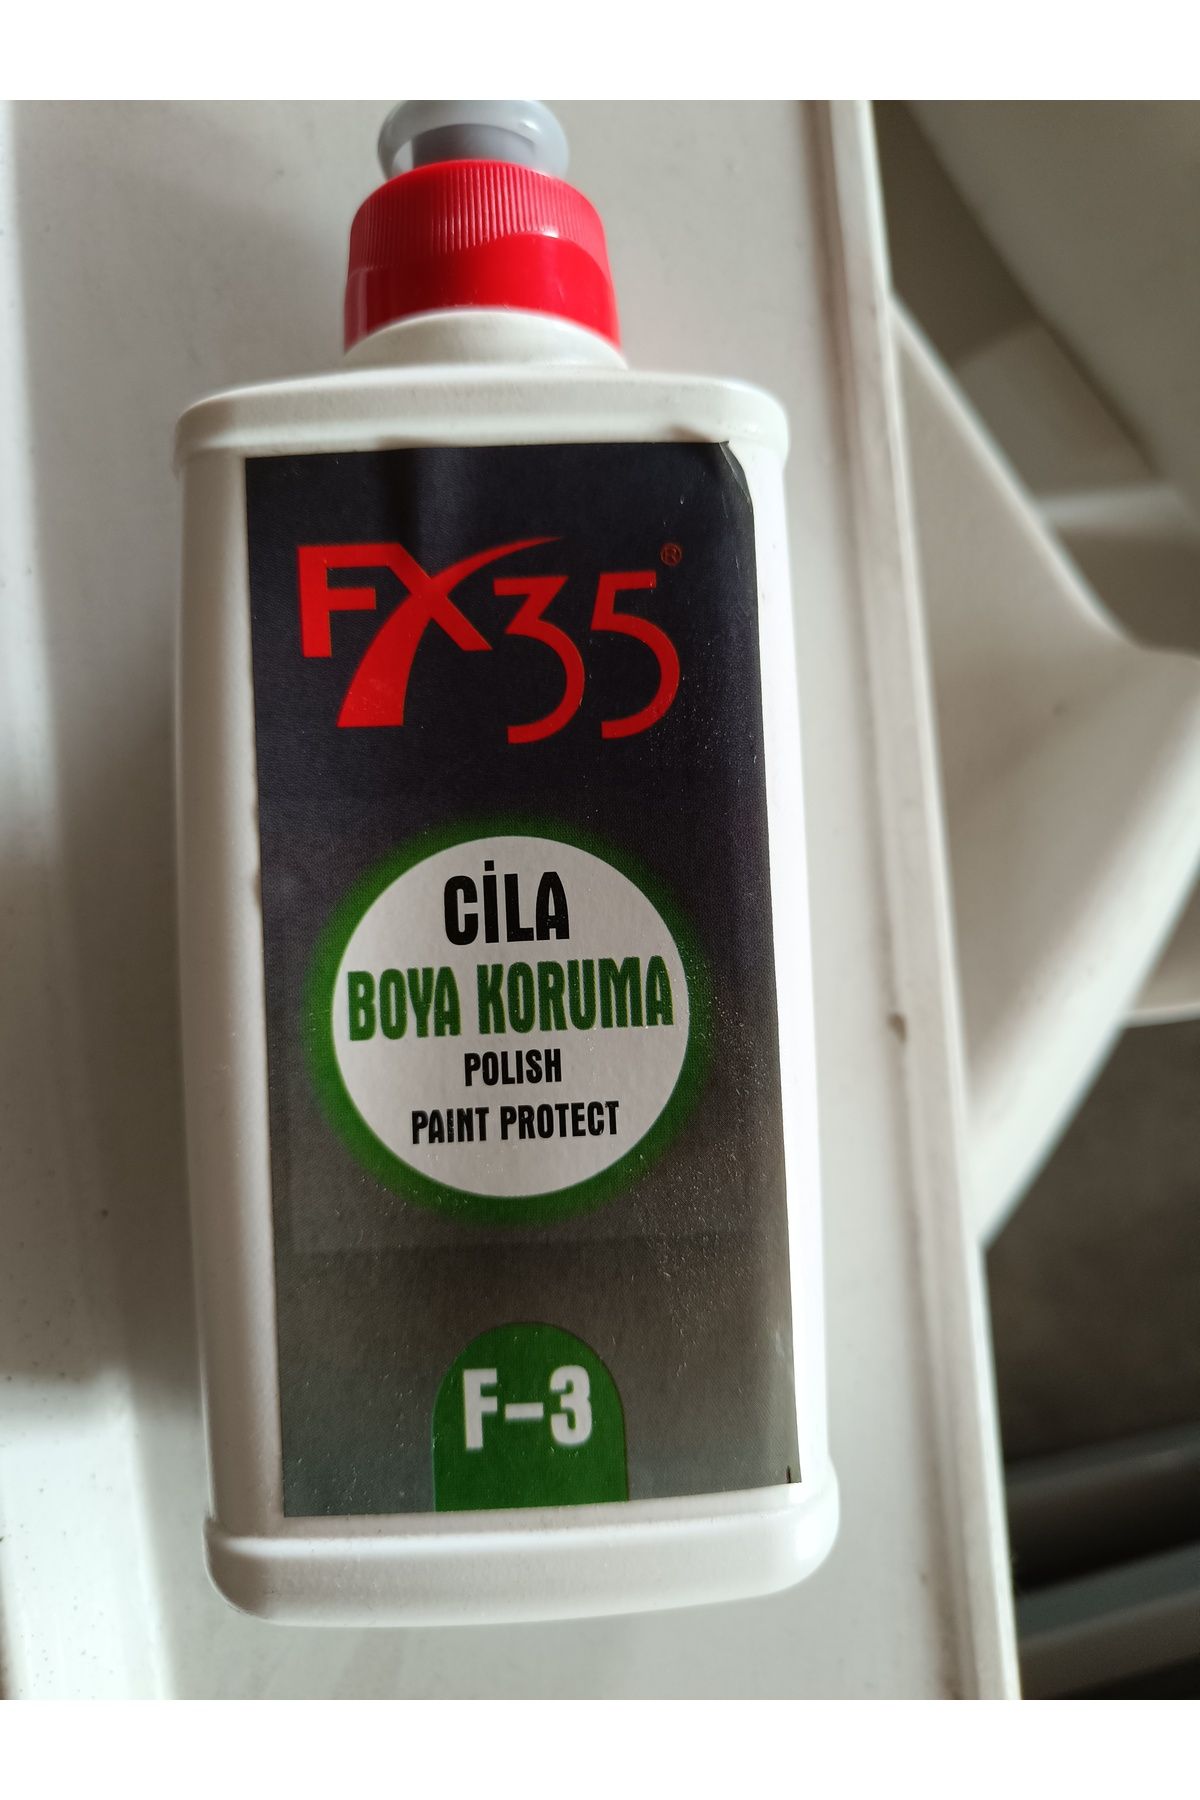 FX35®
CİLA
BOYA KORUMA
POLISH
PAINT PROTECT
F-3